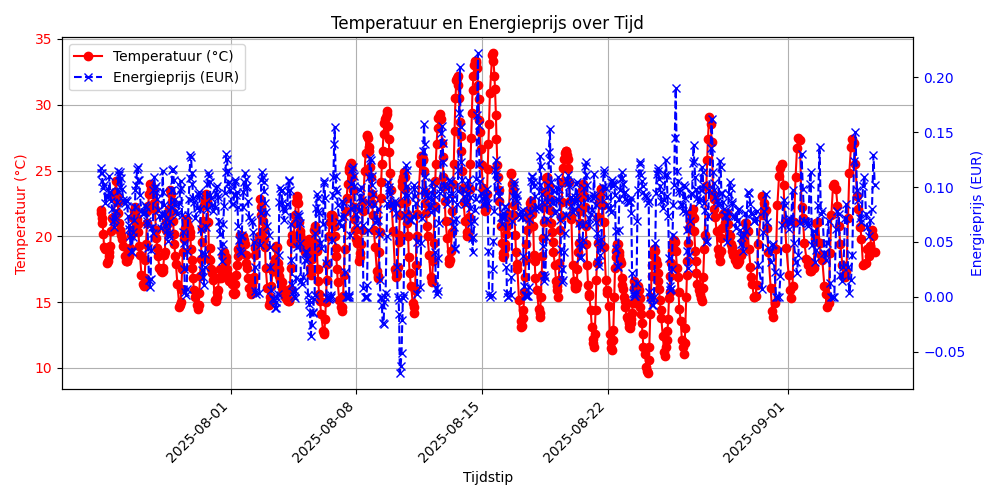 Temperatuur en Energieprijs over Tijd
Temperatuur (°C)
Energieprijs (EUR)
Temperatuur (°C)
35
30
25
20
15
10
0.20
0.15
0.10
0.05
0.00
−0.05
Energieprijs (EUR)
2025-08-01
2025-08-08
2025-08-15
2025-08-22
2025-09-01
Tijdstip